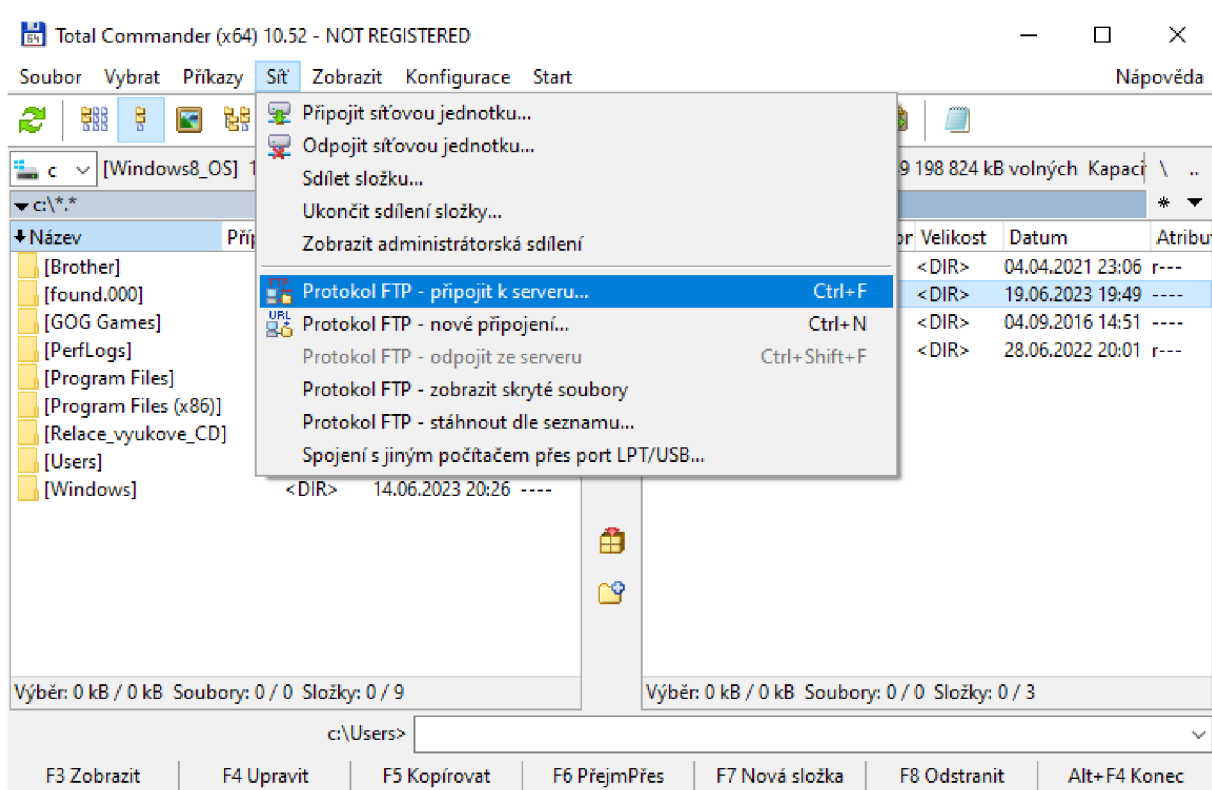 Total Commander (x64) 10.52 - NOT REGISTERED
Soubor Vybrat Příkazy Síť Zobrazit Konfigurace Start Nápověda
Připojit síťovou jednotku...
Odpojit síťovou jednotku...
Sdílet složku...
Ukončit sdílení složky...
Zobrazit administrátorská sdílení
FTP Protokol FTP - připojit k serveru... Ctrl+F
URL Protokol FTP - nové připojení... Ctrl+N
Protokol FTP - odpojit ze serveru Ctrl+Shift+F
Protokol FTP - zobrazit skryté soubory
Protokol FTP - stáhnout dle seznamu...
Spojení s jiným počítačem přes port LPT/USB...
c [Windows8_OS] 198 824 kB volných \ ..
c:\*.* * 
Název Velikost Datum
[Brother] <DIR> 04.04.2021 23:06 r---
[found.000] <DIR> 19.06.2023 19:49 ----
[GOG Games] <DIR> 04.09.2016 14:51 ----
[PerfLogs] <DIR> 28.06.2022 20:01 r---
[Program Files]
[Program Files (x86)]
[Relace_vyukove_CD]
[Users]
[Windows] <DIR> 14.06.2023 20:26 ----
Výběr: 0 kB / 0 kB Soubory: 0 / 0 Složky: 0 / 9 Výběr: 0 kB / 0 kB Soubory: 0 / 0 Složky: 0 / 3
c:\Users>
F3 Zobrazit F4 Upravit F5 Kopírovat F6 PřejmPřes F7 Nová složka F8 Odstranit Alt+F4 Konec